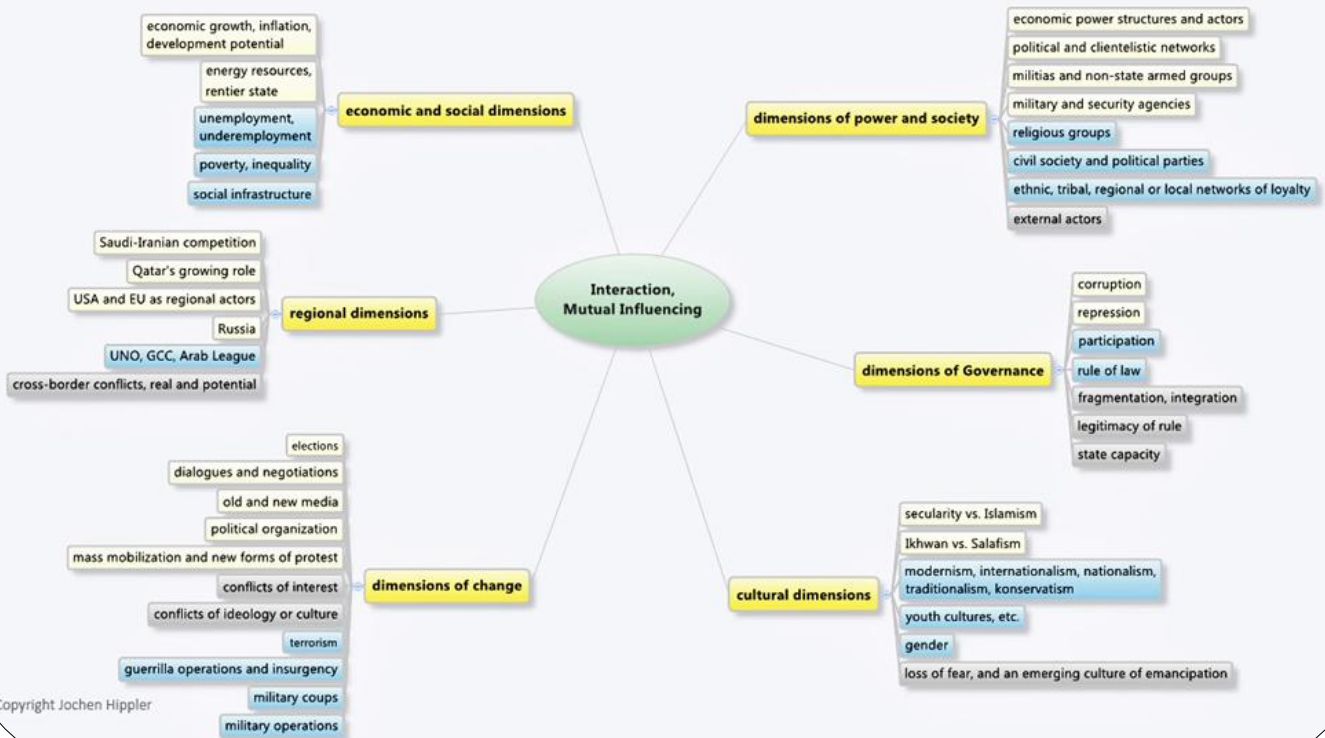 economic growth, inflation,
development potential
energy resources,
rentier state
unemployment,
underemployment
poverty, inequality
social infrastructure
economic and social dimensions
Saudi-Iranian competition
Qatar's growing role
USA and EU as regional actors
Russia
UNO, GCC, Arab League
cross-border conflicts, real and potential
regional dimensions
elections
dialogues and negotiations
old and new media
political organization
mass mobilization and new forms of protest
conflicts of interest
conflicts of ideology or culture
terrorism
guerrilla operations and insurgency
military coups
military operations
dimensions of change
Interaction,
Mutual Influencing
dimensions of power and society
economic power structures and actors
political and clientelistic networks
militias and non-state armed groups
military and security agencies
religious groups
civil society and political parties
ethnic, tribal, regional or local networks of loyalty
external actors
dimensions of Governance
corruption
repression
participation
rule of law
fragmentation, integration
legitimacy of rule
state capacity
cultural dimensions
secularity vs. Islamism
Ikhwan vs. Salafism
modernism, internationalism, nationalism,
traditionalism, konservatism
youth cultures, etc.
gender
loss of fear, and an emerging culture of emancipation
Copyright Jochen Hippler